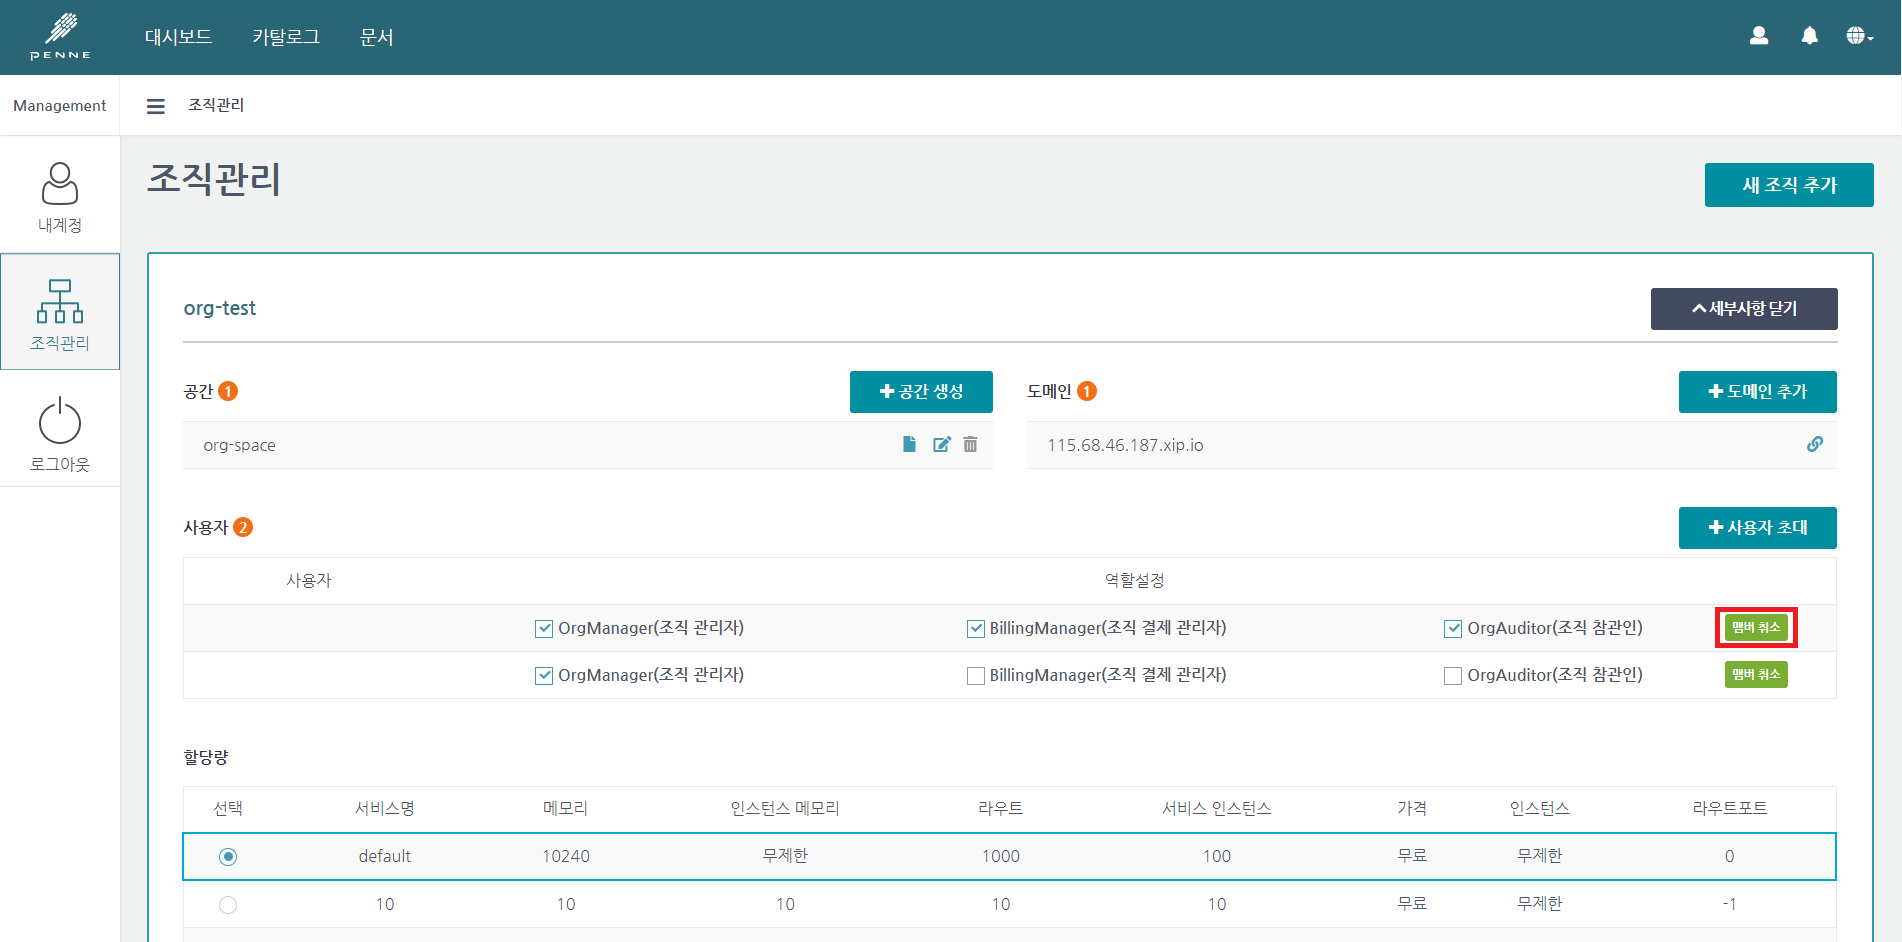 PENNE
대시보드 카탈로그 문서
Management
조직관리
내계정
조직관리
로그아웃
조직관리
새 조직 추가
org-test
세부사항 닫기
공간 1
공간 생성
org-space
도메인 1
도메인 추가
115.68.46.187.xip.io
사용자 2
사용자 초대
사용자 역할설정
OrgManager(조직 관리자) BillingManager(조직 결제 관리자) OrgAuditor(조직 참관인) 멤버 취소
OrgManager(조직 관리자) BillingManager(조직 결제 관리자) OrgAuditor(조직 참관인) 멤버 취소
할당량
선택 서비스명 메모리 인스턴스 메모리 라우트 서비스 인스턴스 가격 인스턴스 라우트포트
default 10240 무제한 1000 100 무료 무제한 0
10 10 10 10 10 무료 무제한 -1